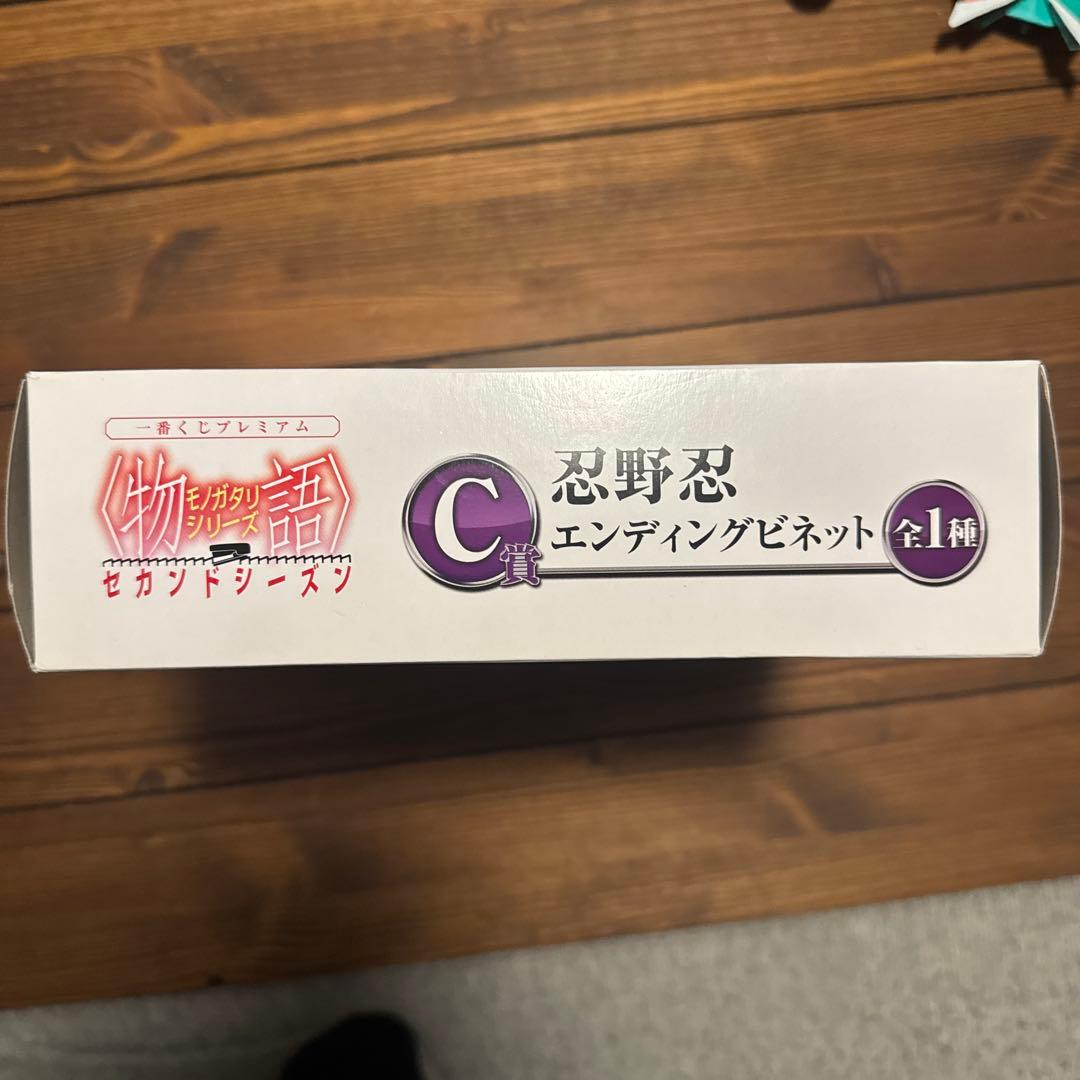 一番くじプレミアム
〈物語〉
モノガタリ
シリーズ
セカンドシーズン
C賞
忍野忍
エンディングビネット
全1種